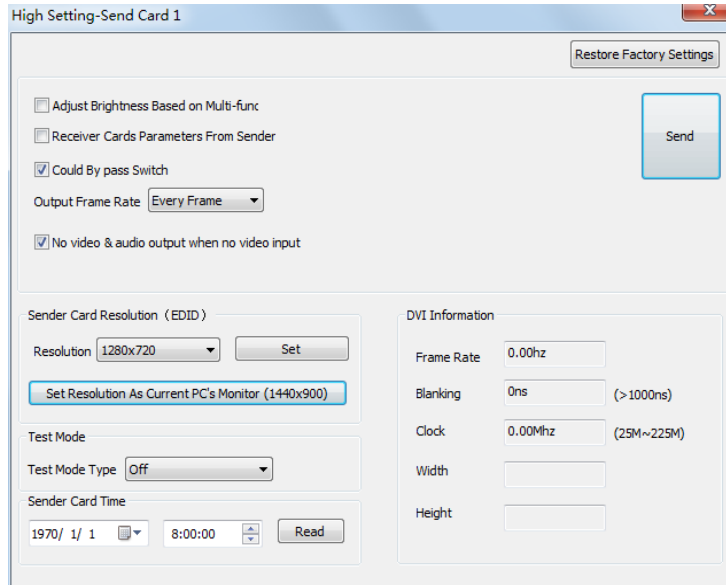 High Setting-Send Card 1
Restore Factory Settings
Adjust Brightness Based on Multi-func
Receiver Cards Parameters From Sender
Send
Could By pass Switch
Output Frame Rate Every Frame
No video & audio output when no video input
Sender Card Resolution (EDID)
Resolution 1280x720 Set
Set Resolution As Current PC's Monitor (1440x900)
Test Mode
Test Mode Type Off
Sender Card Time
1970/ 1/ 1 8:00:00 Read
DVI Information
Frame Rate 0.00hz
Blanking 0ns (>1000ns)
Clock 0.00Mhz (25M~225M)
Width
Height